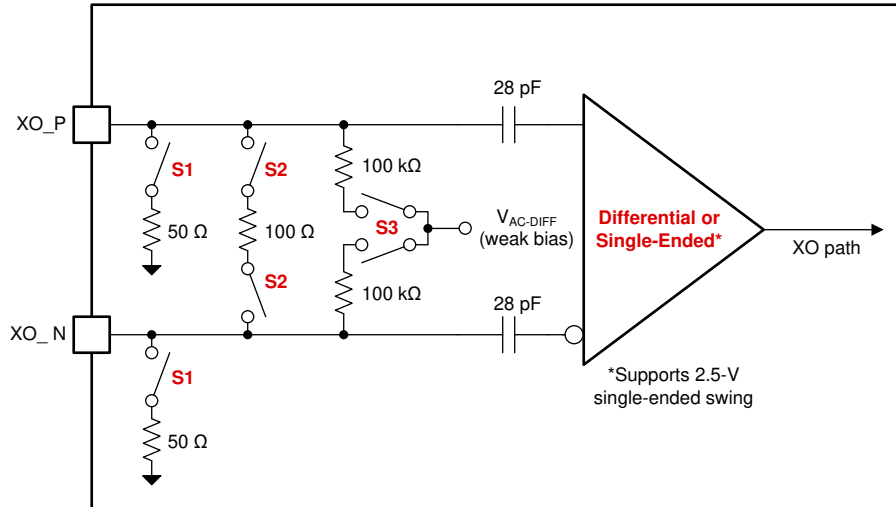 28 pF
XO_P
S1
S2
100 kΩ
50 Ω
100 Ω
S3
VAC-DIFF
(weak bias)
Differential or
Single-Ended*
XO path
S2
100 kΩ
28 pF
XO_ N
S1
*Supports 2.5-V
single-ended swing
50 Ω